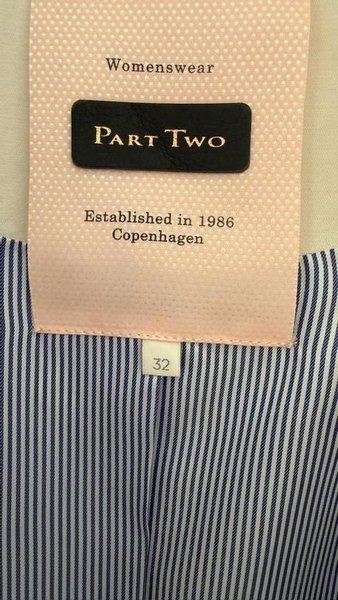 Womenswear
PART TWO
Established in 1986
Copenhagen
32